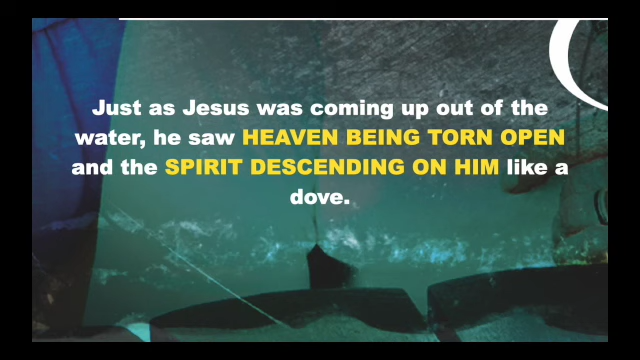 Just as Jesus was coming up out of the
water, he saw HEAVEN BEING TORN OPEN
and the SPIRIT DESCENDING ON HIM like a
dove.